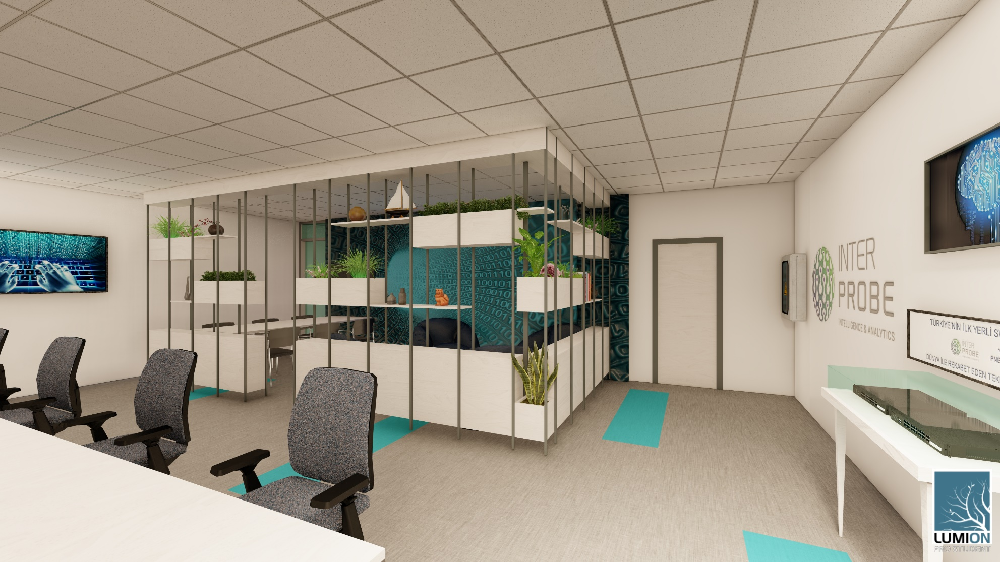 INTER
PROBE
INTELLIGENCE & ANALYTICS
TÜRKİYE'NİN İLK YERLİ
INTER
PROBE
DÜNYA İLE REKABET EDEN
LUMION
PRO STUDENT